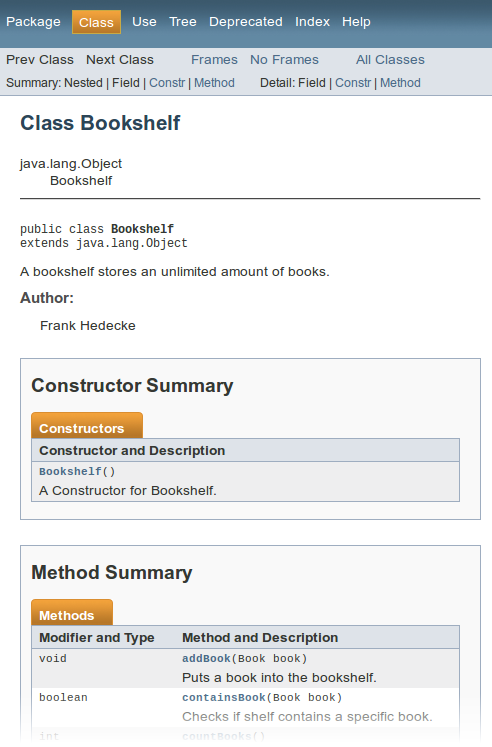 Package Class Use Tree Deprecated Index Help
Prev Class Next Class Frames No Frames All Classes
Summary: Nested | Field | Constr | Method Detail: Field | Constr | Method
Class Bookshelf
java.lang.Object
Bookshelf
public class Bookshelf
extends java.lang.Object
A bookshelf stores an unlimited amount of books.
Author:
Frank Hedecke
Constructor Summary
Constructors
Constructor and Description
Bookshelf()
A Constructor for Bookshelf.
Method Summary
Methods
Modifier and Type Method and Description
void addBook(Book book)
Puts a book into the bookshelf.
boolean containsBook(Book book)
Checks if shelf contains a specific book.
int countBooks()